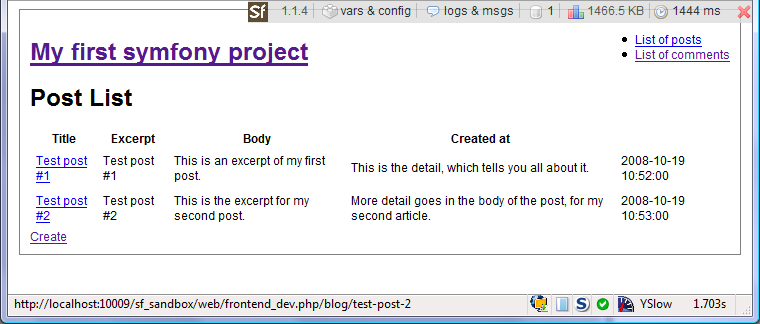 Sf 1.1.4 vars & config logs & msgs 1 1466.5 KB 1444 ms
List of posts
List of comments
My first symfony project
Post List
Title Excerpt Body Created at
Test post #1 Test post #1 This is an excerpt of my first post. This is the detail, which tells you all about it. 2008-10-19 10:52:00
Test post #2 Test post #2 This is the excerpt for my second post. More detail goes in the body of the post, for my second article. 2008-10-19 10:53:00
Create
http://localhost:10009/sf_sandbox/web/frontend_dev.php/blog/test-post-2 S YSlow 1.703s